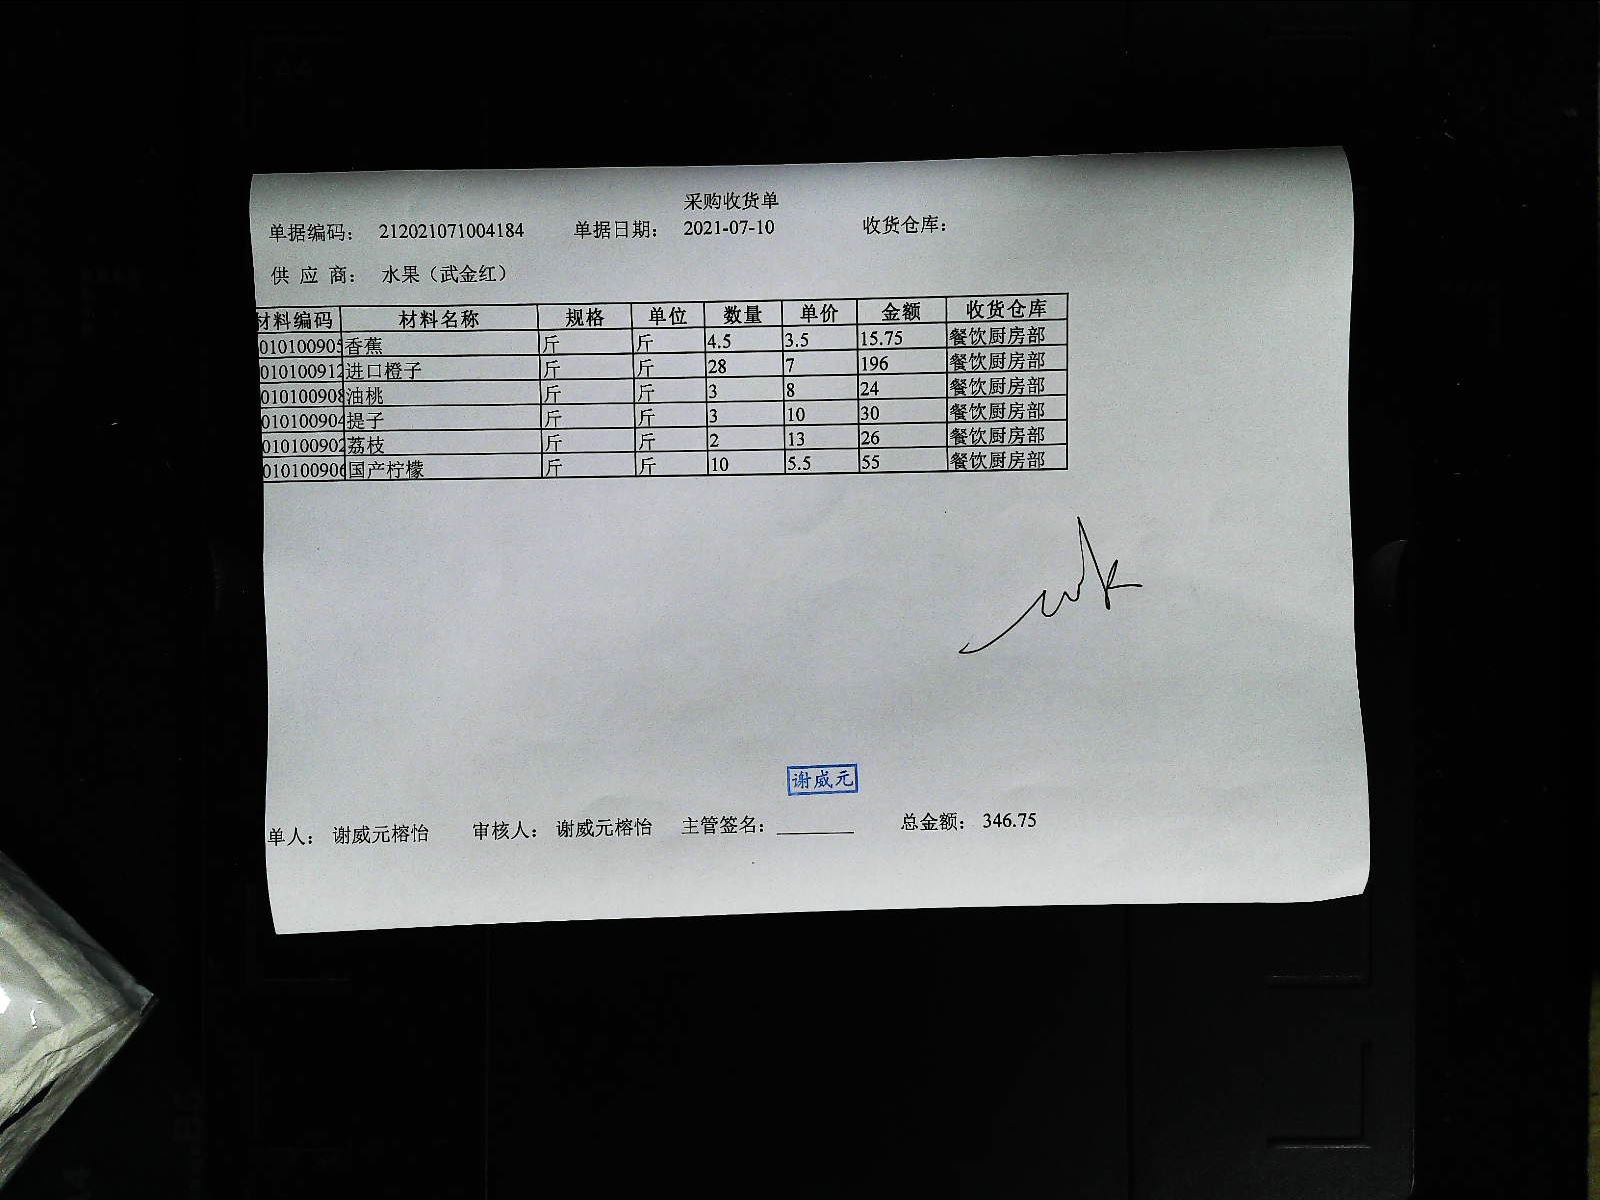 采购收货单
单据编码： 212021071004184 单据日期： 2021-07-10 收货仓库：
供 应 商： 水果（武金红）
材料编码 材料名称 规格 单位 数量 单价 金额 收货仓库
010100905 香蕉 斤 斤 4.5 3.5 15.75 餐饮厨房部
010100912 进口橙子 斤 斤 28 7 196 餐饮厨房部
010100908 油桃 斤 斤 3 8 24 餐饮厨房部
010100904 提子 斤 斤 3 10 30 餐饮厨房部
010100902 荔枝 斤 斤 2 13 26 餐饮厨房部
010100906 国产柠檬 斤 斤 10 5.5 55 餐饮厨房部
谢威元
单人： 谢威元榕怡 审核人： 谢威元榕怡 主管签名： 总金额： 346.75